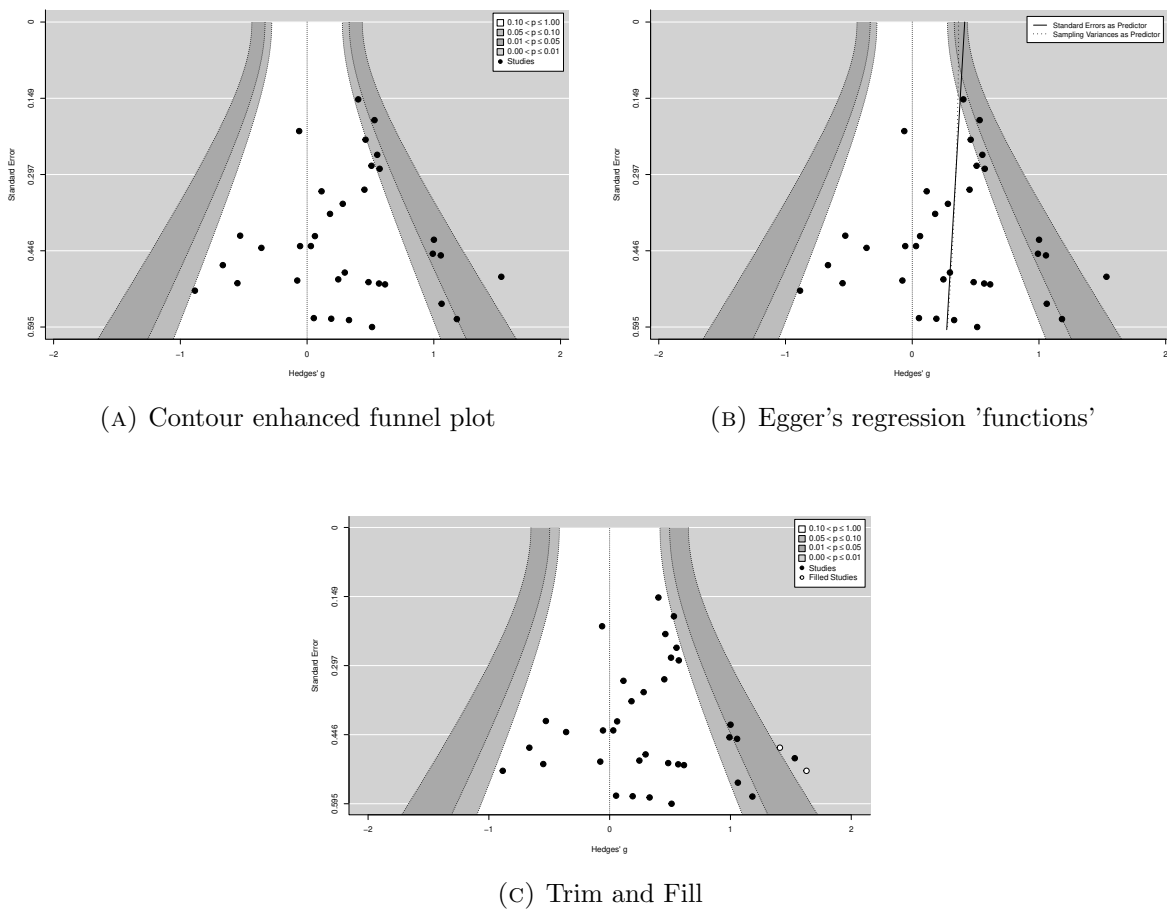 0.10 < p ≤ 1.00
0.05 < p ≤ 0.10
0.01 < p ≤ 0.05
0.00 < p ≤ 0.01
Studies
Standard Error
0
0.149
0.297
0.446
0.595
−2 −1 0 1 2
Hedges' g
(A) Contour enhanced funnel plot
Standard Errors as Predictor
Sampling Variances as Predictor
Standard Error
0
0.149
0.297
0.446
0.595
−2 −1 0 1 2
Hedges' g
(B) Egger's regression 'functions'
0.10 < p ≤ 1.00
0.05 < p ≤ 0.10
0.01 < p ≤ 0.05
0.00 < p ≤ 0.01
Studies
Filled Studies
Standard Error
0
0.149
0.297
0.446
0.595
−2 −1 0 1 2
Hedges' g
(C) Trim and Fill